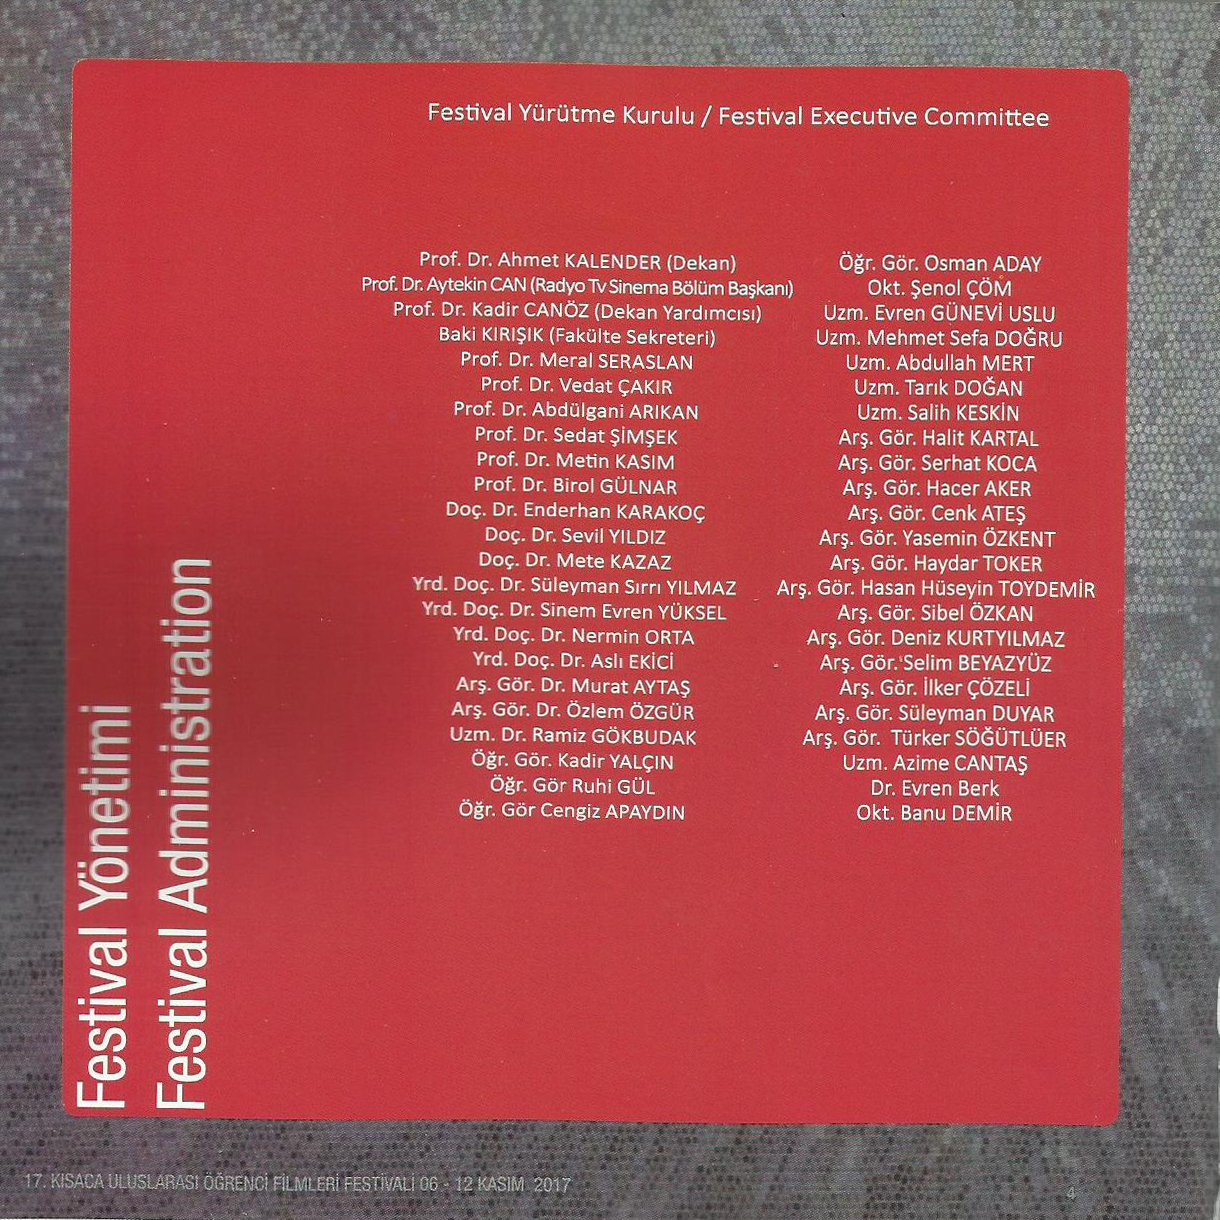 Festival Yürütme Kurulu / Festival Executive Committee
Prof. Dr. Ahmet KALENDER (Dekan)
Prof. Dr. Aytekin CAN (Radyo Tv Sinema Bölüm Başkanı)
Prof. Dr. Kadir CANÖZ (Dekan Yardımcısı)
Baki KIRIŞIK (Fakülte Sekreteri)
Prof. Dr. Meral SERASLAN
Prof. Dr. Vedat ÇAKIR
Prof. Dr. Abdülgani ARIKAN
Prof. Dr. Sedat ŞİMŞEK
Prof. Dr. Metin KASIM
Prof. Dr. Birol GÜLNAR
Doç. Dr. Enderhan KARAKOÇ
Doç. Dr. Sevil YILDIZ
Doç. Dr. Mete KAZAZ
Yrd. Doç. Dr. Süleyman Sırrı YILMAZ
Yrd. Doç. Dr. Sinem Evren YÜKSEL
Yrd. Doç. Dr. Nermin ORTA
Yrd. Doç. Dr. Aslı EKİCİ
Arş. Gör. Dr. Murat AYTAŞ
Arş. Gör. Dr. Özlem ÖZGÜR
Uzm. Dr. Ramiz GÖKBUDAK
Öğr. Gör. Kadir YALÇIN
Öğr. Gör Ruhi GÜL
Öğr. Gör Cengiz APAYDIN
Öğr. Gör. Osman ADAY
Okt. Şenol ÇÖM
Uzm. Evren GÜNEVİ USLU
Uzm. Mehmet Sefa DOĞRU
Uzm. Abdullah MERT
Uzm. Tarık DOĞAN
Uzm. Salih KESKİN
Arş. Gör. Halit KARTAL
Arş. Gör. Serhat KOCA
Arş. Gör. Hacer AKER
Arş. Gör. Cenk ATEŞ
Arş. Gör. Yasemin ÖZKENT
Arş. Gör. Haydar TOKER
Arş. Gör. Hasan Hüseyin TOYDEMİR
Arş. Gör. Sibel ÖZKAN
Arş. Gör. Deniz KURTYILMAZ
Arş. Gör. Selim BEYAZYÜZ
Arş. Gör. İlker ÇÖZELİ
Arş. Gör. Süleyman DUYAR
Arş. Gör. Türker SÖĞÜTLÜER
Uzm. Azime CANTAŞ
Dr. Evren Berk
Okt. Banu DEMİR
Festival Yönetimi
Festival Administration
17. KISACA ULUSLARASI ÖĞRENCİ FİLMLERİ FESTİVALİ 06 - 12 KASIM 2017
4